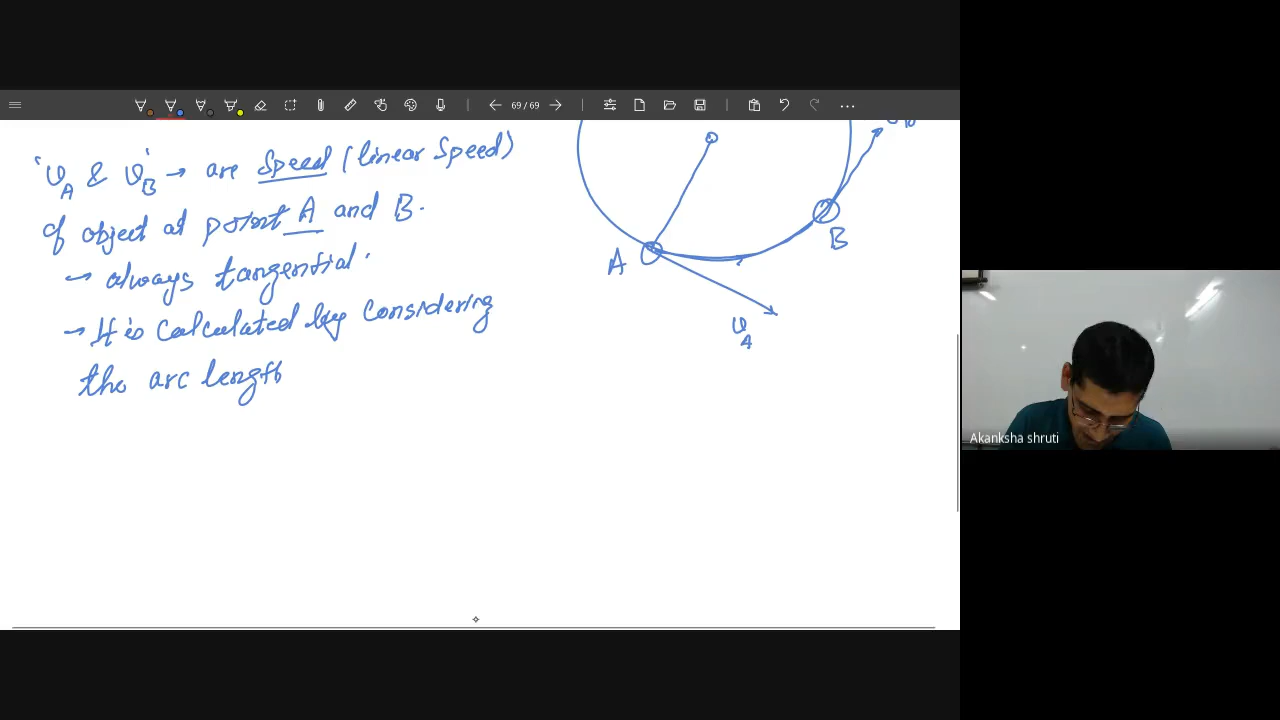 69 / 69
'v_A & v_B' → are Speed (linear Speed)
of object at point A and B.
→ always tangential.
→ It is calculated by considering
the arc length
A
B
v_A
Akanksha shruti